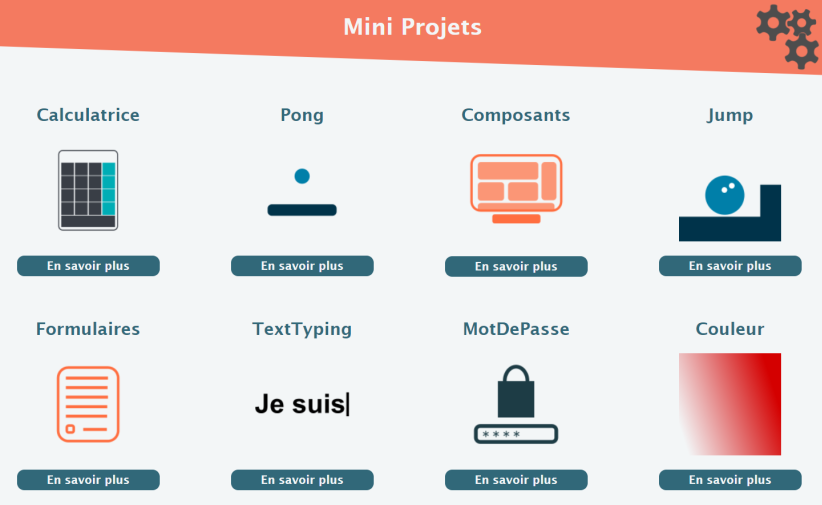 Mini Projets
Calculatrice
Pong
Composants
Jump
En savoir plus
En savoir plus
En savoir plus
En savoir plus
Formulaires
TextTyping
MotDePasse
Couleur
Je suis|
****
En savoir plus
En savoir plus
En savoir plus
En savoir plus